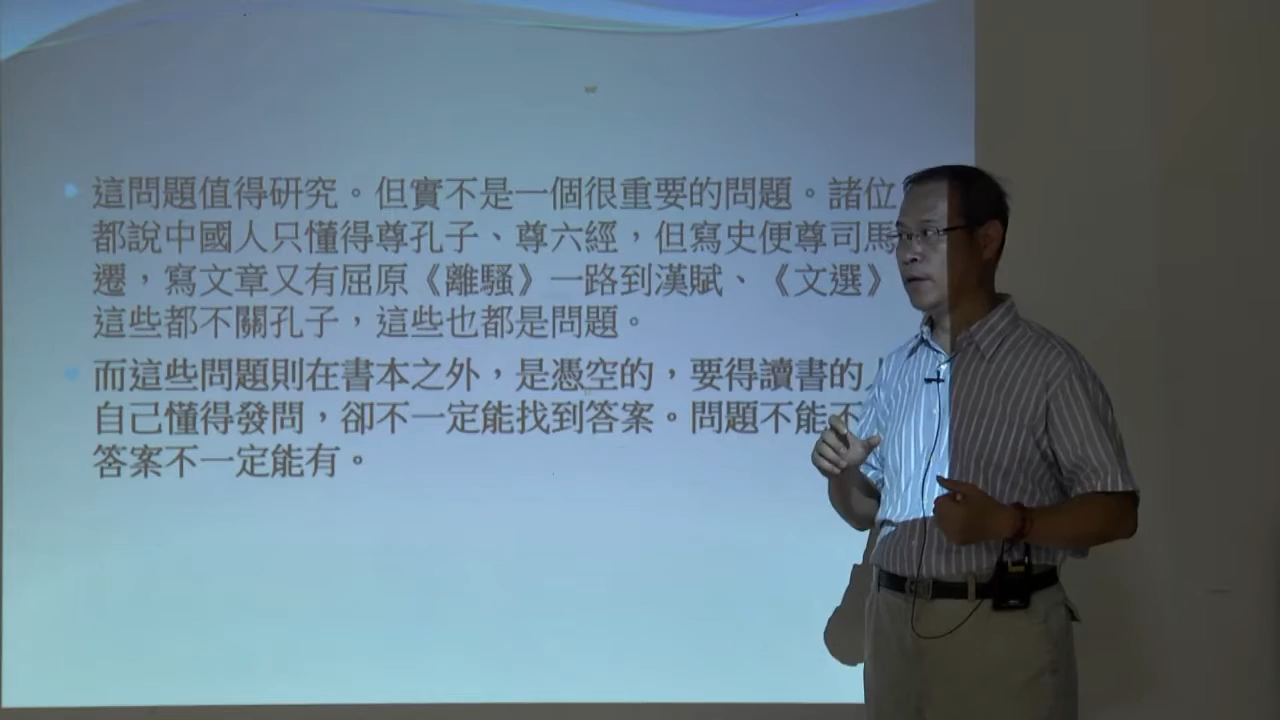 這問題值得研究。但實不是一個很重要的問題。諸位
都說中國人只懂得尊孔子、尊六經，但寫史便尊司馬
遷，寫文章又有屈原《離騷》一路到漢賦、《文選》
這些都不關孔子，這些也都是問題。
而這些問題則在書本之外，是憑空的，要得讀書的
自己懂得發問，卻不一定能找到答案。問題不能不
答案不一定能有。